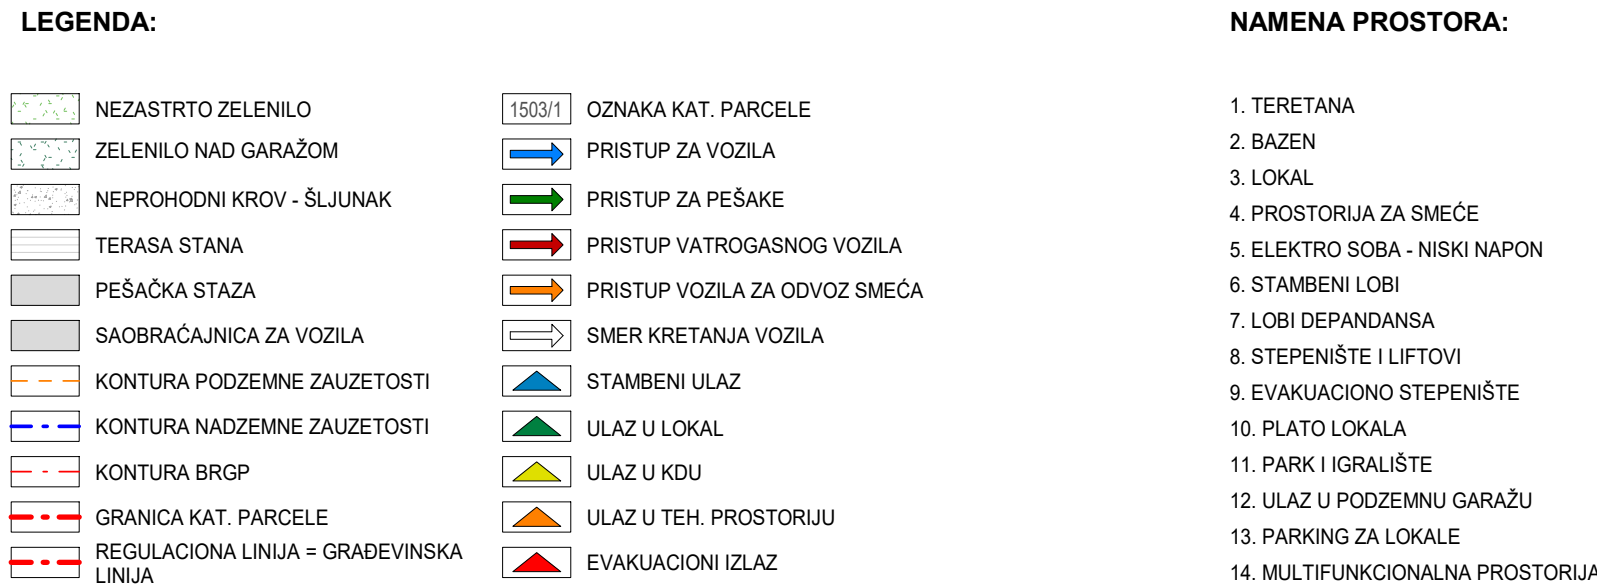 LEGENDA:
NEZASTRTO ZELENILO
ZELENILO NAD GARAŽOM
NEPROHODNI KROV - ŠLJUNAK
TERASA STANA
PEŠAČKA STAZA
SAOBRAĆAJNICA ZA VOZILA
KONTURA PODZEMNE ZAUZETOSTI
KONTURA NADZEMNE ZAUZETOSTI
KONTURA BRGP
GRANICA KAT. PARCELE
REGULACIONA LINIJA = GRAĐEVINSKA
LINIJA
1503/1 OZNAKA KAT. PARCELE
PRISTUP ZA VOZILA
PRISTUP ZA PEŠAKE
PRISTUP VATROGASNOG VOZILA
PRISTUP VOZILA ZA ODVOZ SMEĆA
SMER KRETANJA VOZILA
STAMBENI ULAZ
ULAZ U LOKAL
ULAZ U KDU
ULAZ U TEH. PROSTORIJU
EVAKUACIONI IZLAZ
NAMENA PROSTORA:
1. TERETANA
2. BAZEN
3. LOKAL
4. PROSTORIJA ZA SMEĆE
5. ELEKTRO SOBA - NISKI NAPON
6. STAMBENI LOBI
7. LOBI DEPANDANSA
8. STEPENIŠTE I LIFTOVI
9. EVAKUACIONO STEPENIŠTE
10. PLATO LOKALA
11. PARK I IGRALIŠTE
12. ULAZ U PODZEMNU GARAŽU
13. PARKING ZA LOKALE
14. MULTIFUNKCIONALNA PROSTORIJA